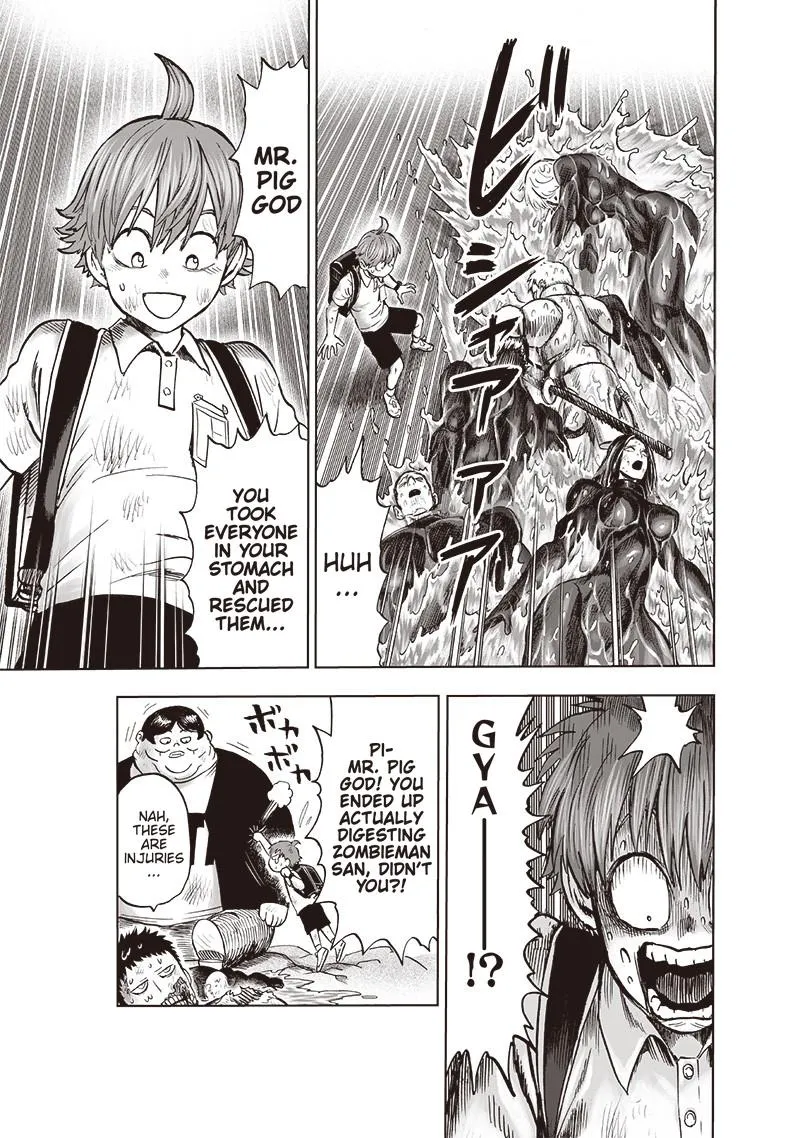 ビシャアアアア
HUH
...
MR.
PIG
GOD
YOU
TOOK
EVERYONE
IN YOUR
STOMACH
AND
RESCUED
THEM...
GYA——!?
PI-
MR. PIG
GOD! YOU
ENDED UP
ACTUALLY
DIGESTING
ZOMBIEMAN
SAN, DIDN'T
YOU?!
ボカ
ボカ
NAH,
THESE
ARE
INJURIES
...